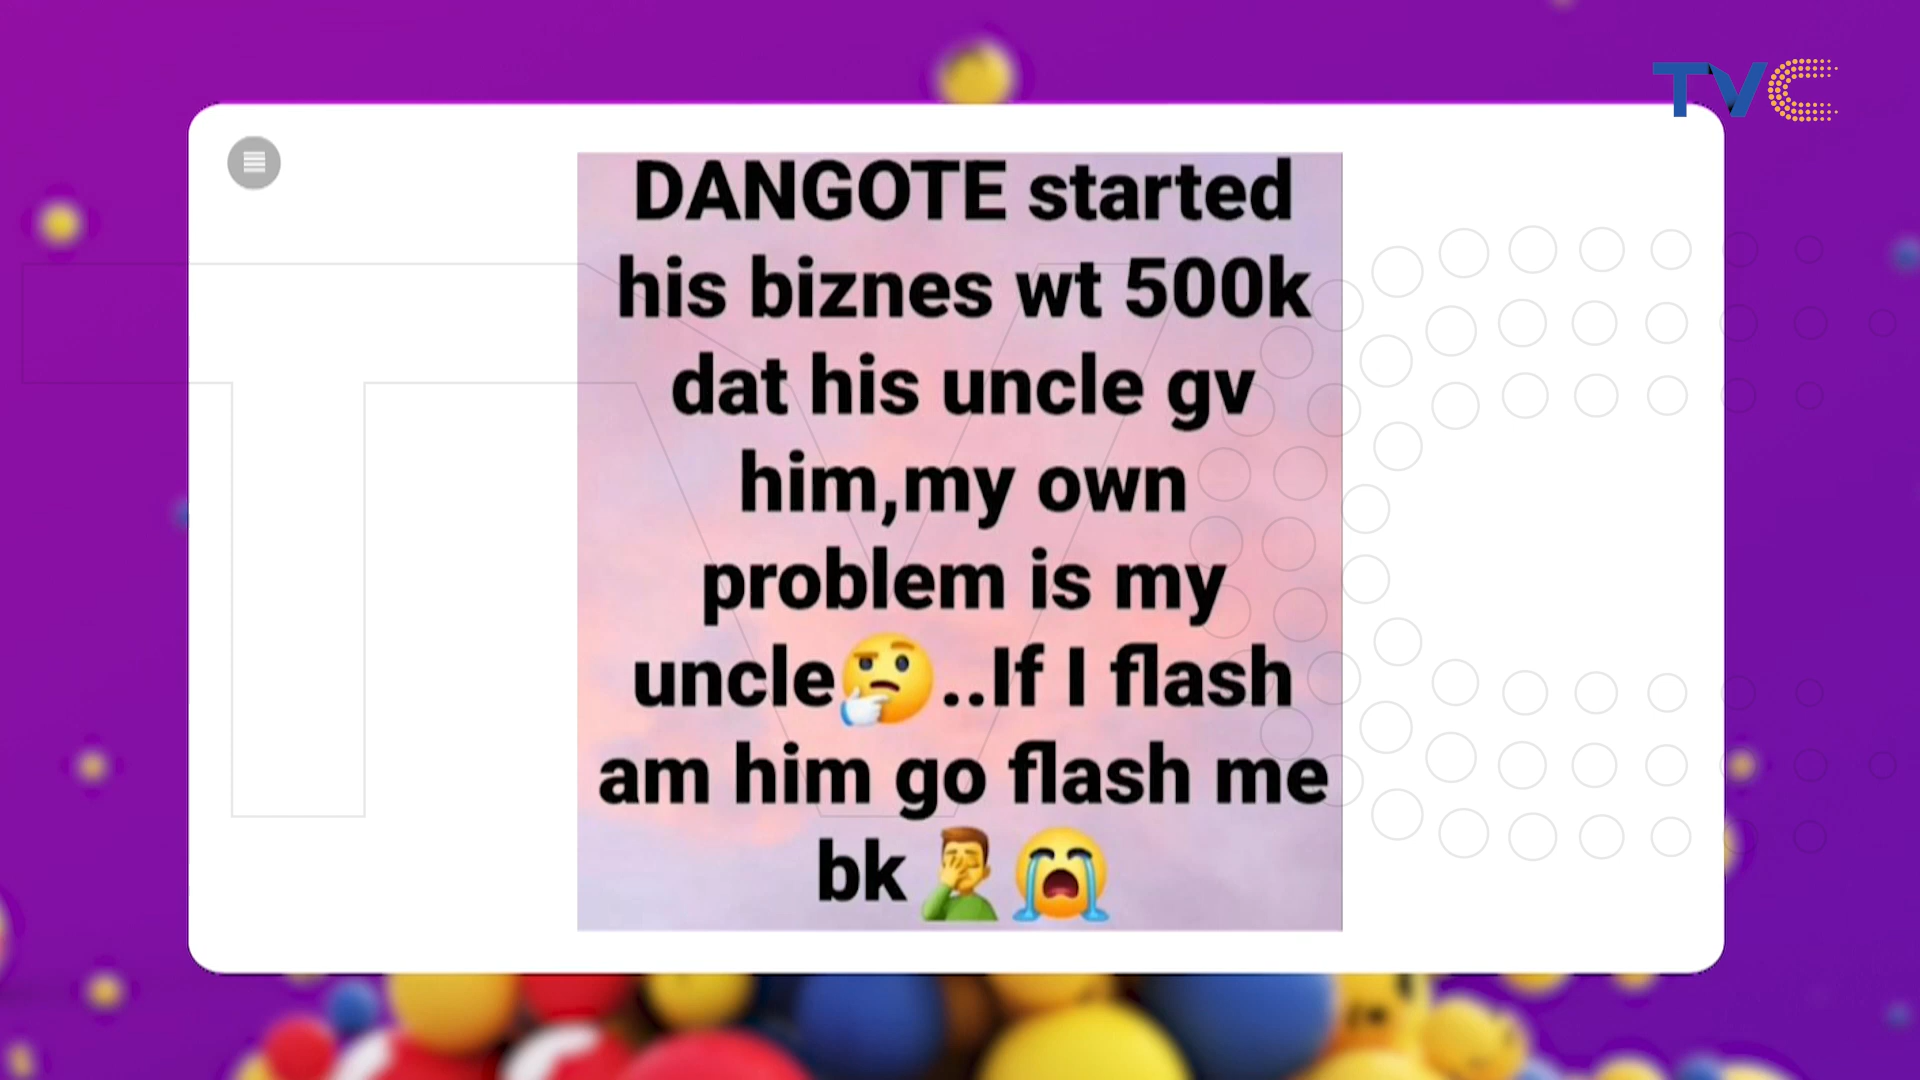 TVC
DANGOTE started
his biznes wt 500k
dat his uncle gv
him,my own
problem is my
uncle🤔..If I flash
am him go flash me
bk🤦‍♂️😭